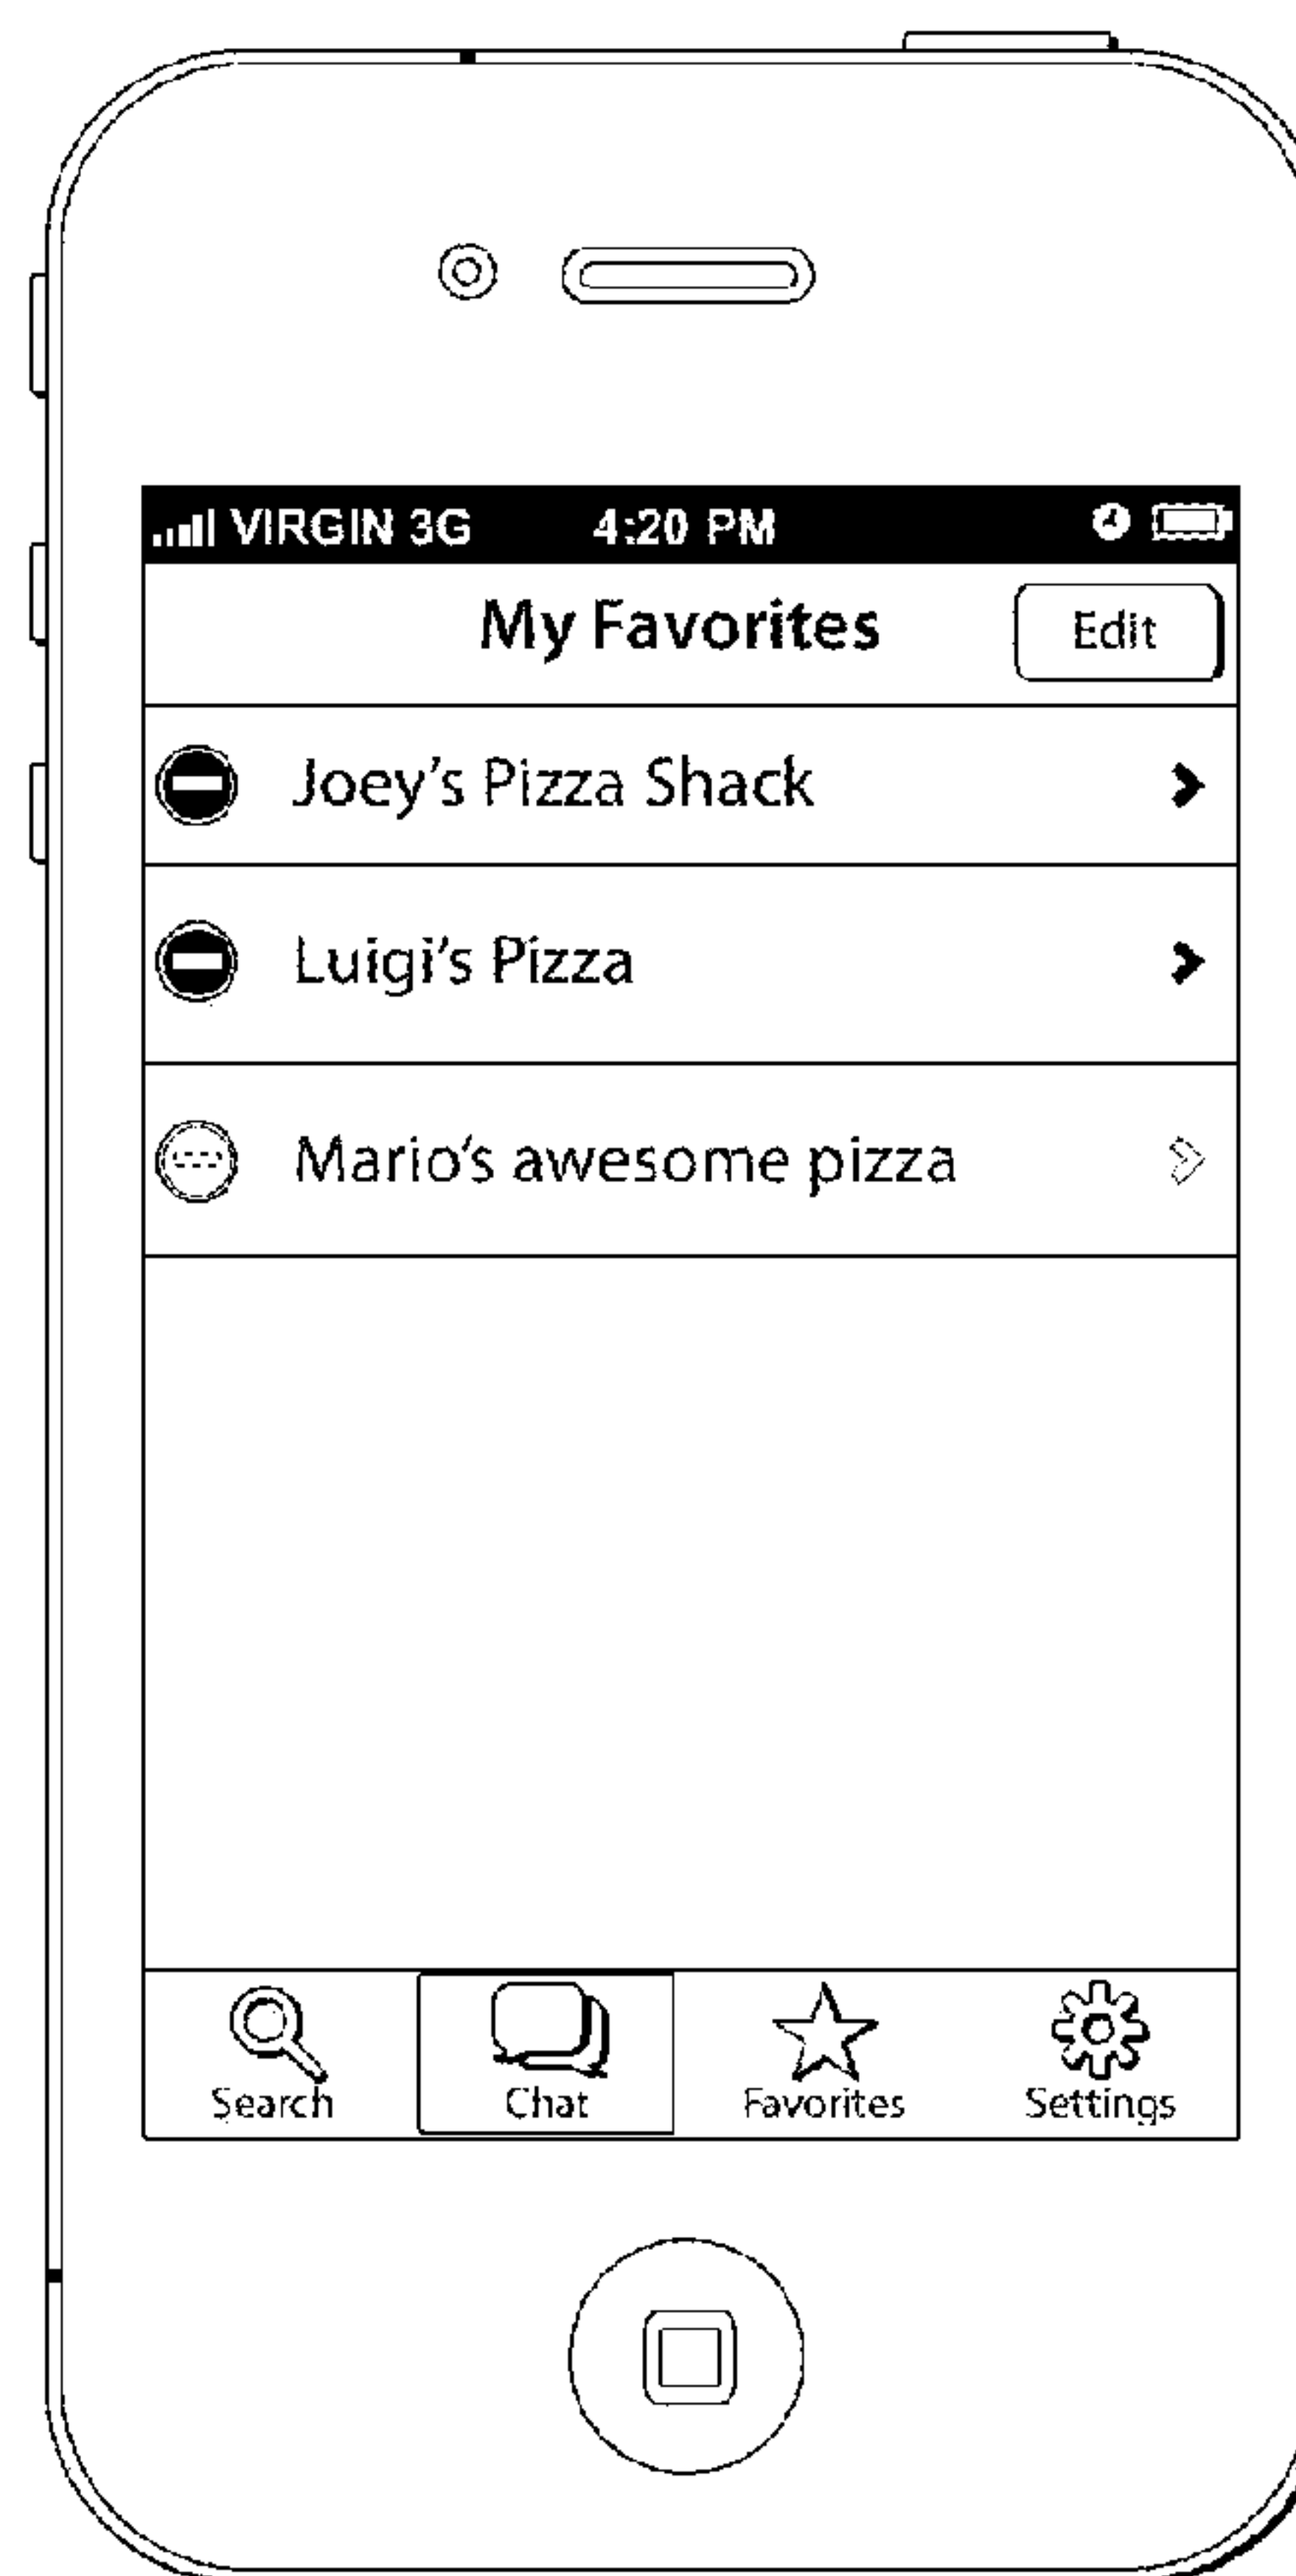 VIRGIN 3G 4:20 PM
My Favorites Edit
Joey's Pizza Shack
Luigi's Pizza
Mario's awesome pizza
Search Chat Favorites Settings